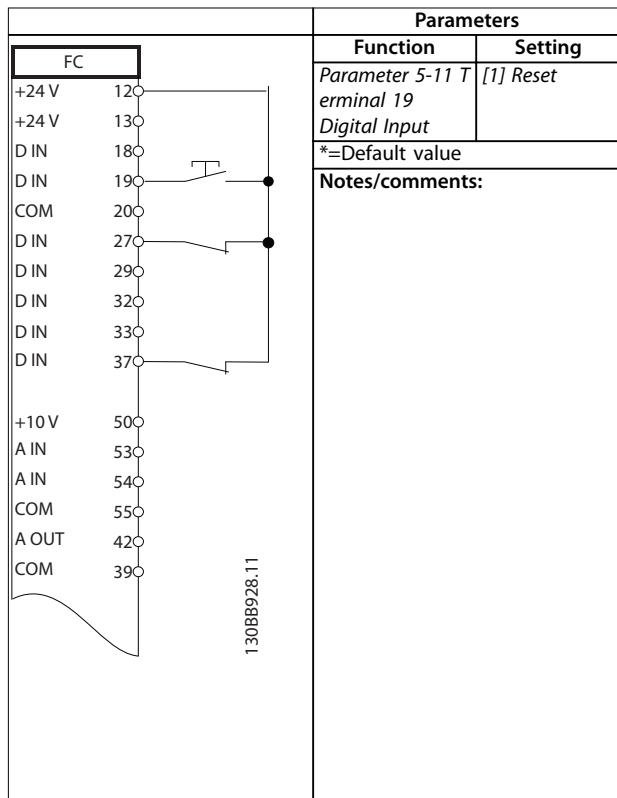 Parameters
Function Setting
Parameter 5-11 T [1] Reset
erminal 19
Digital Input
*=Default value
Notes/comments:
FC
+24 V 12
+24 V 13
D IN 18
D IN 19
COM 20
D IN 27
D IN 29
D IN 32
D IN 33
D IN 37
+10 V 50
A IN 53
A IN 54
COM 55
A OUT 42
COM 39
130BB928.11